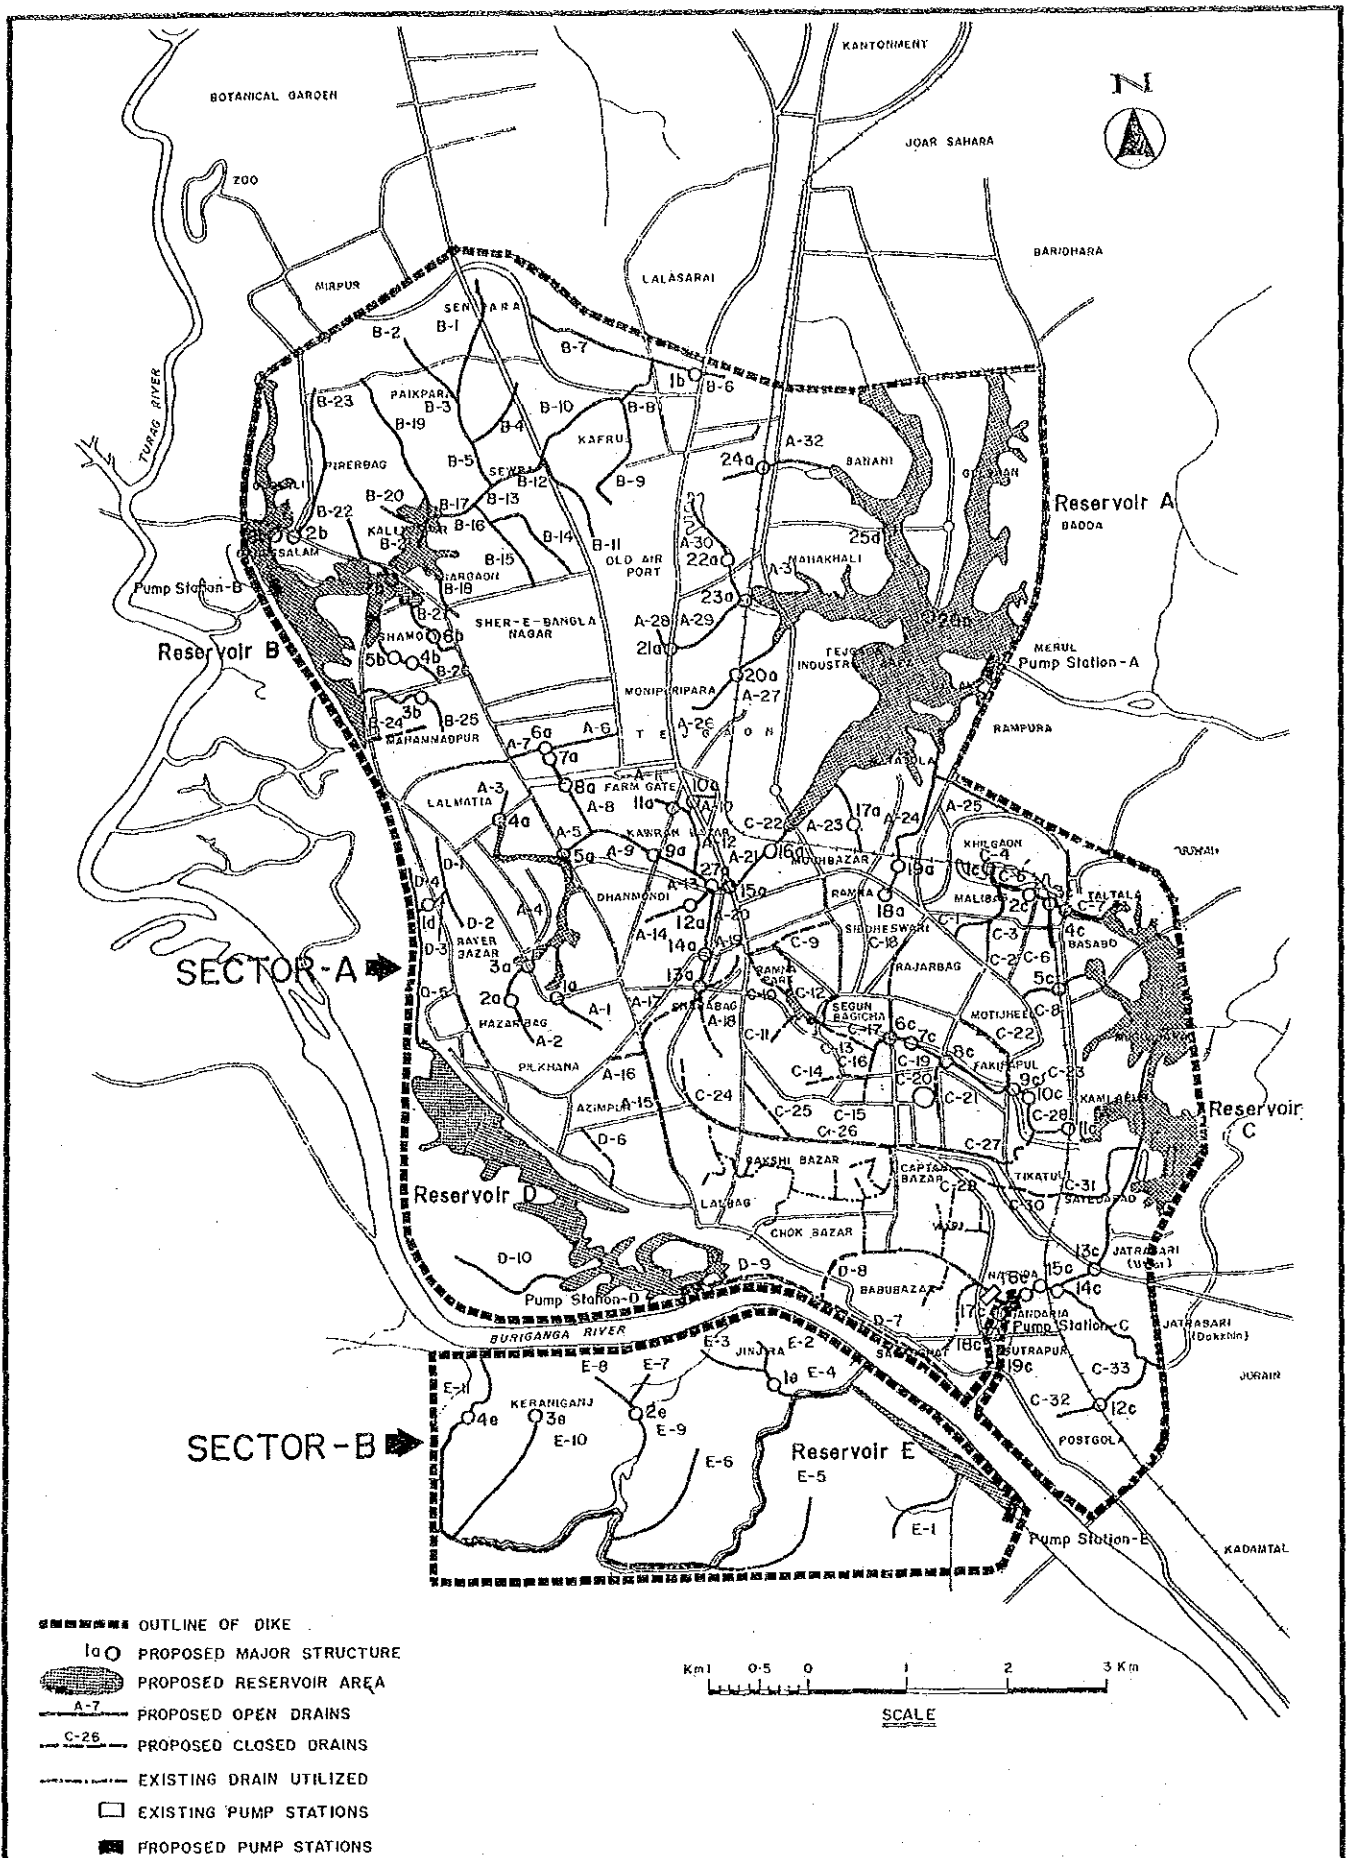 KANTONMENT
N
BOTANICAL GARDEN
JOAR SAHARA
ZOO
BARIDHARA
LALASARAI
MIRPUR
B-2
B-1
B-7
1b
B-6
TURAG RIVER
B-23
PAIKPARA
B-3
B-19
B-10
B-8
B-4
KAFRUL
A-32
24a
BANANI
PIRERBAG
B-5
B-12
B-9
Reservoir A
BADDA
B-20
B-17
B-13
B-22
B-16
B-14
2b
B-15
B-11
A-30
25a
OLD AIR
PORT
22a
MAHAKHALI
Pump Station-B
B-18
23a
SHER-E-BANGLA
NAGAR
A-28
A-29
Reservoir B
6b
21a
5b
4b
MERUL
Pump Station-A
20a
3b
MONIPURIPARA
A-27
B-24
B-25
A-26
MAHAMMADPUR
6a
A-6
TEJGAON
RAMPURA
A-7
7a
A-3
8a
FARM GATE
10a
LALMATIA
A-8
11a
17a
A-25
4a
C-22
A-23
A-24
A-5
KAWRAN BAZAR
A-12
KHILGAON
5a
A-9
9a
A-21
16a
MOGHBAZAR
C-4
1c
D-1
27a
19a
D-4
DHANMONDI
A-13
15a
RAMNA
MALIBAG
2c
TALTALA
C-7
1d
D-2
A-4
12a
A-20
18a
C-1
C-3
4c
D-3
RAYER
BAZAR
A-14
14a
A-19
C-9
SIDDHESWARI
C-18
C-2
C-6
BASABO
SECTOR-A
3a
13a
RAMNA
PARK
RAJARBAG
5c
D-5
2a
1a
A-1
A-17
SHAHABAG
C-10
C-12
SEGUN
BAGICHA
C-8
HAZARIBAG
A-18
C-11
C-17
6c
MOTIJHEEL
C-22
A-2
C-13
7c
PILKHANA
A-16
C-16
C-19
8c
FAKIRAPUL
C-14
C-20
C-23
AZIMPUR
A-15
C-24
C-25
C-15
C-21
9c
10c
KAMLAPUR
Reservoir
C
C-26
C-28
11c
D-6
C-27
BAKSHI BAZAR
CAPTAN
BAZAR
TIKATULI
C-31
Reservoir D
C-29
C-30
SAYEDABAD
LALBAG
CHOK BAZAR
WARI
D-10
D-9
D-8
13c
JATRABARI
(Uttar)
15c
Pump Station-D
BABUBAZAR
16c
14c
17c
Pump Station-C
JATRABARI
(Dakkhin)
BURIGANGA RIVER
D-7
18c
SUTRAPUR
19c
E-3
JINJIRA
E-2
E-8
E-7
E-4
C-33
JURAIN
E-11
1e
KERANIGANJ
C-32
12c
4e
3e
2e
SECTOR-B
E-10
E-9
Reservoir E
POSTGOLA
E-6
E-5
E-1
Pump Station-E
KADAMTAL
OUTLINE OF DIKE
1a PROPOSED MAJOR STRUCTURE
PROPOSED RESERVOIR AREA
A-7 PROPOSED OPEN DRAINS
C-26 PROPOSED CLOSED DRAINS
EXISTING DRAIN UTILIZED
EXISTING PUMP STATIONS
PROPOSED PUMP STATIONS
Km 1 0.5 0 1 2 3 Km
SCALE